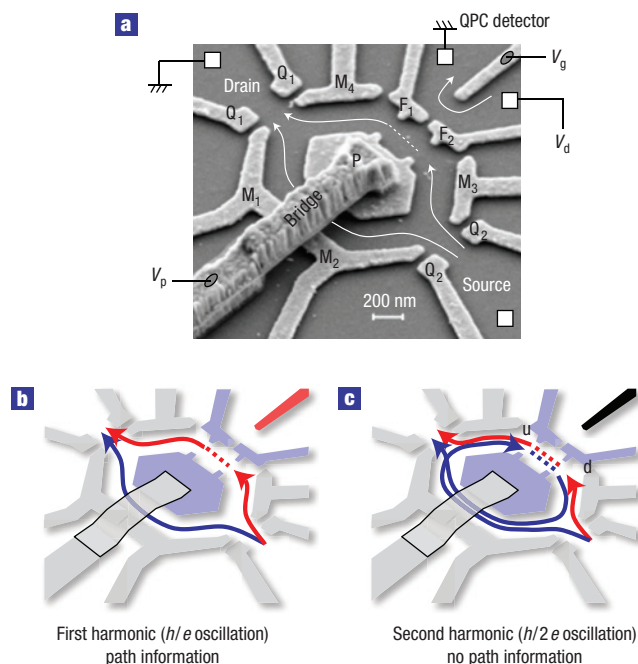 a
QPC detector
V_g
V_d
Drain
Q_1
M_4
F_1
Q_1
F_2
P
M_3
M_1
Bridge
Q_2
V_p
M_2
Q_2
Source
200 nm
b
c
u
d
First harmonic (h/e oscillation)
path information
Second harmonic (h/2e oscillation)
no path information